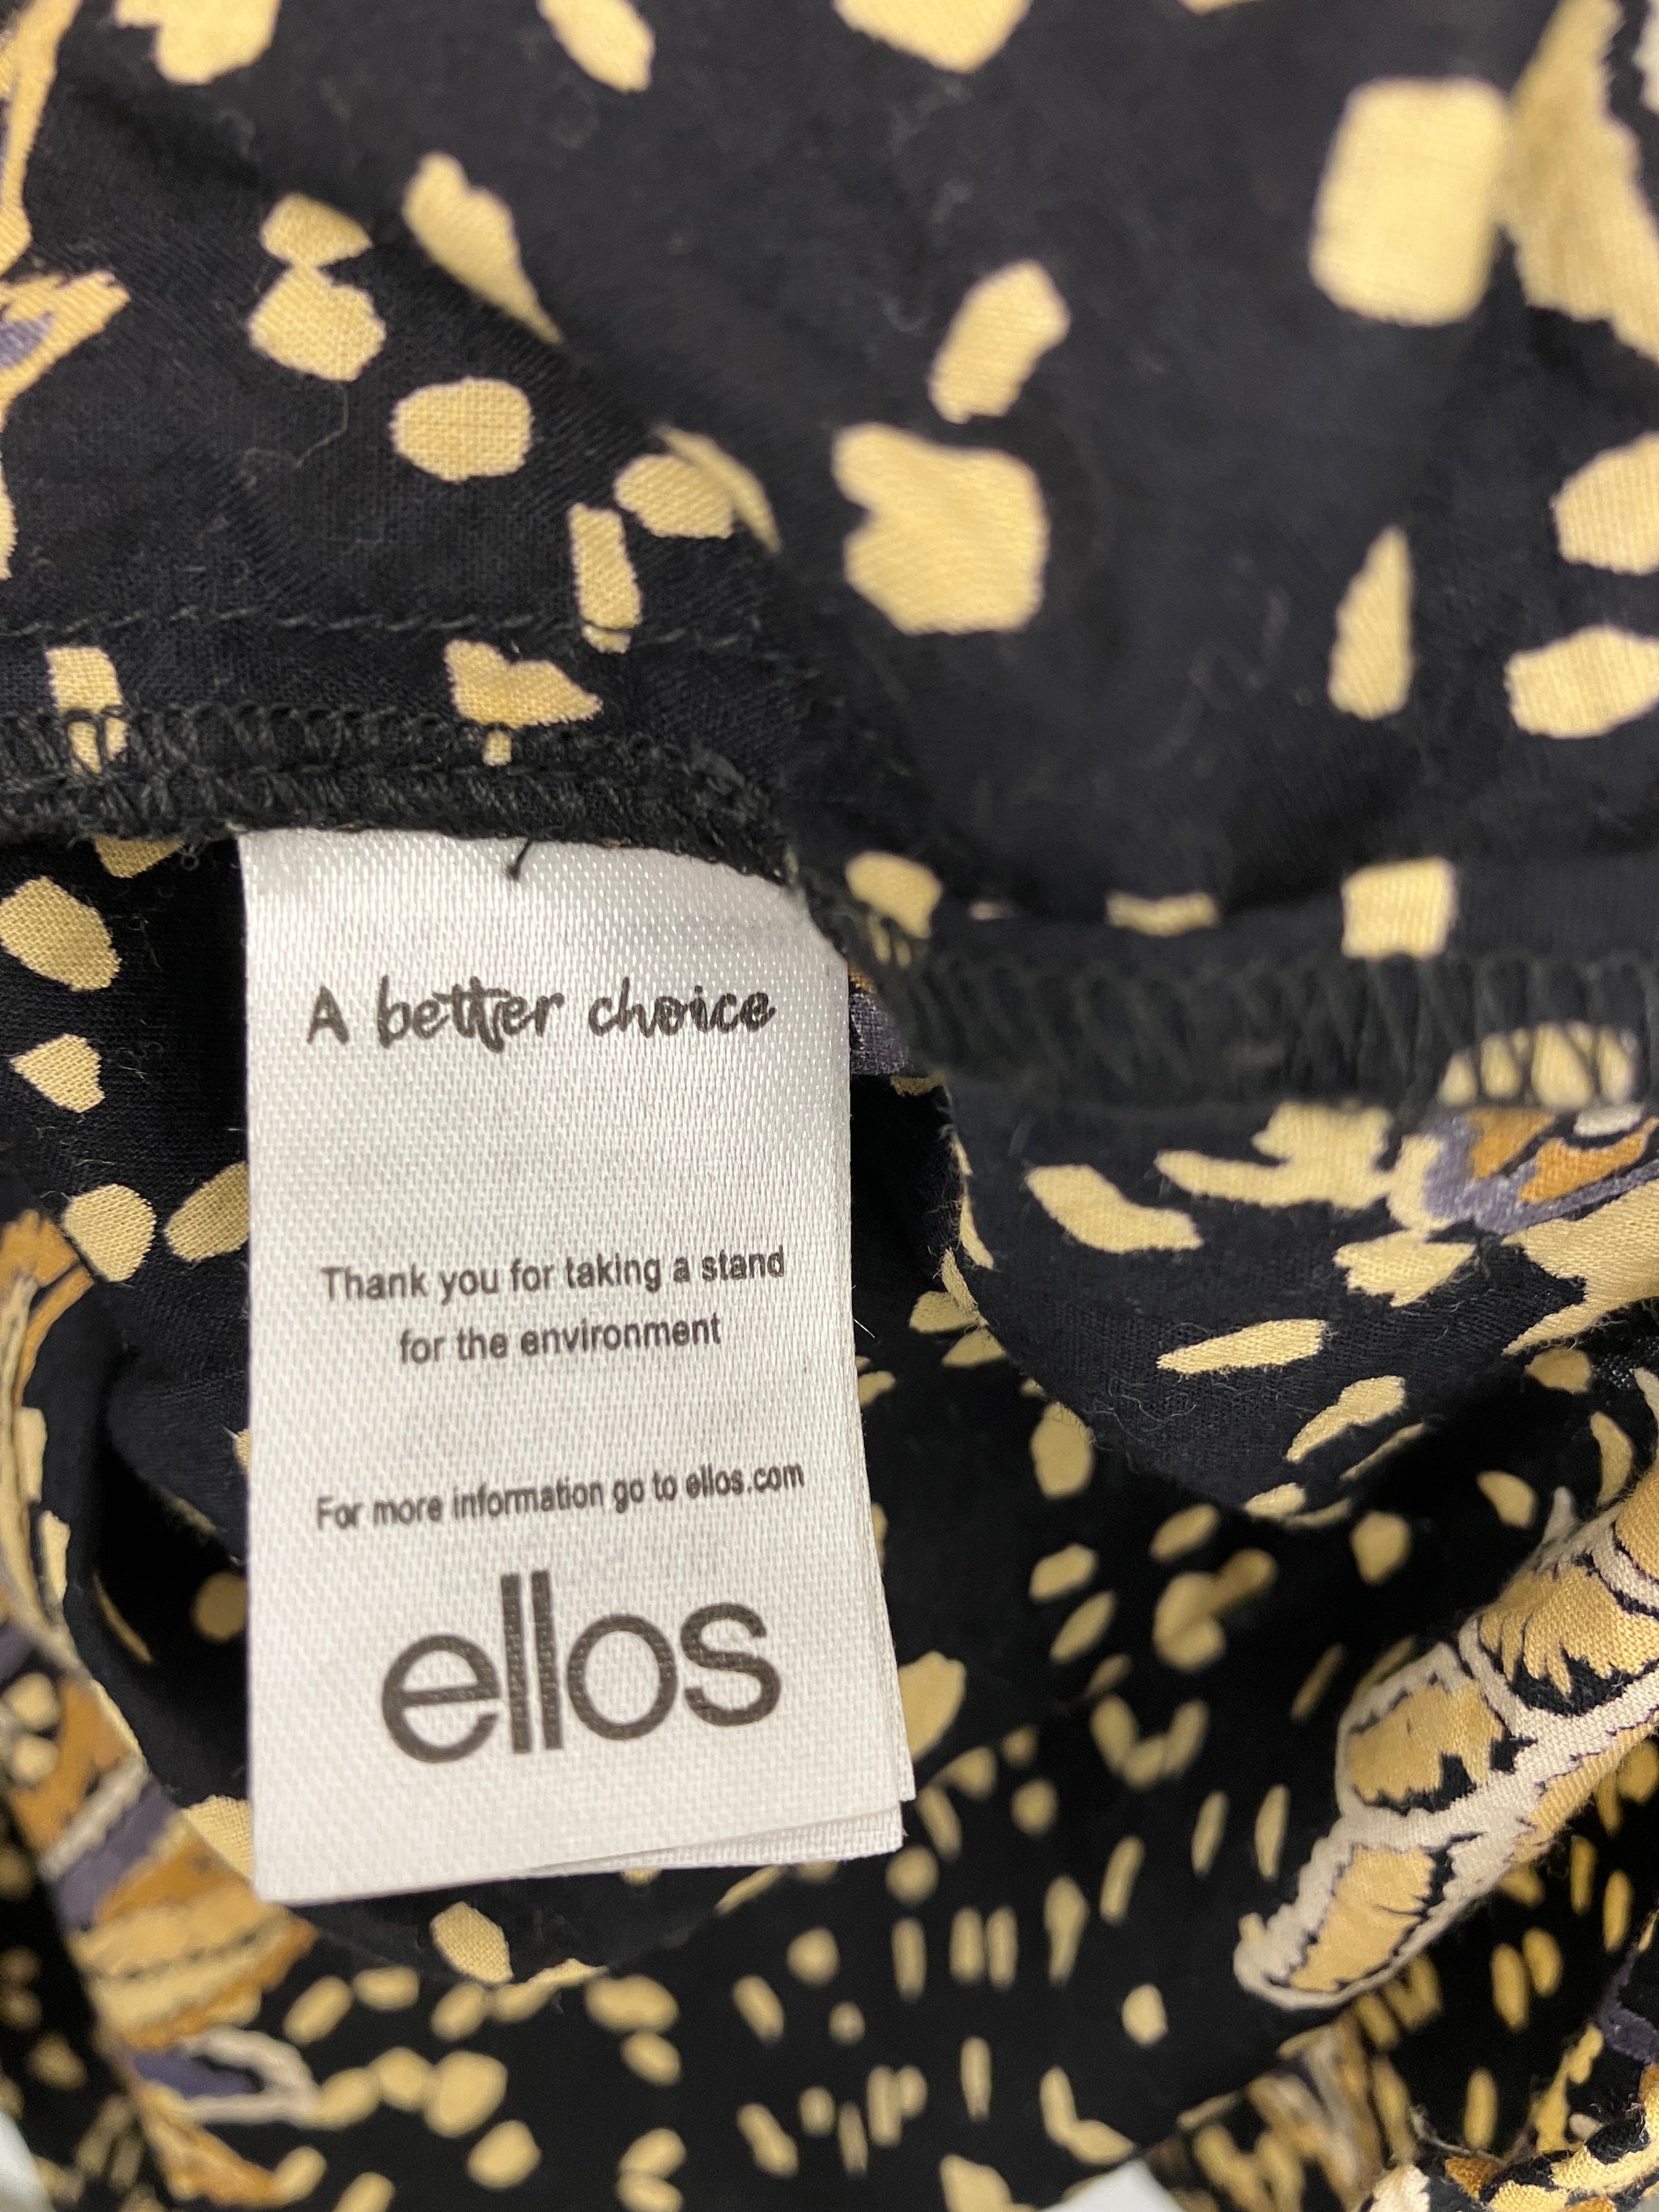 A better choice
Thank you for taking a stand
for the environment
For more information go to ellos.com
ellos